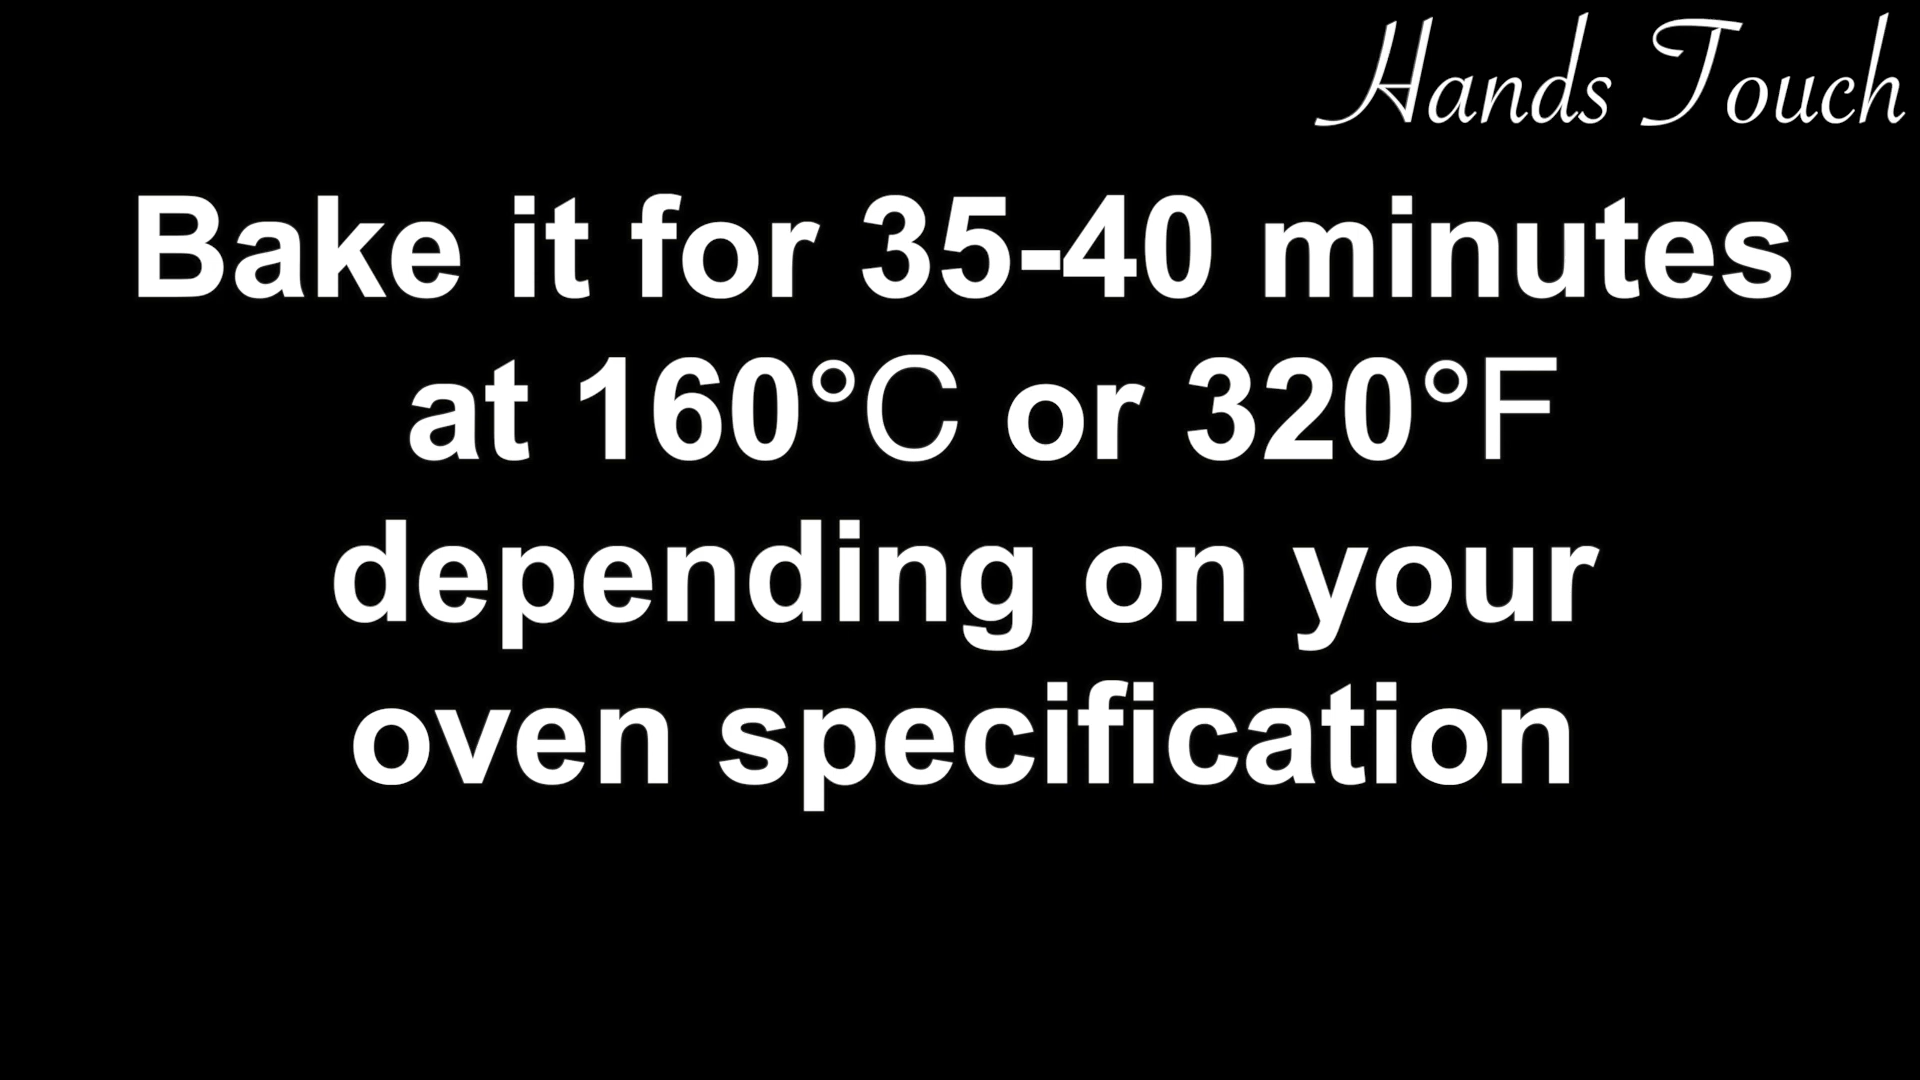 Hands Touch
Bake it for 35-40 minutes
at 160°C or 320°F
depending on your
oven specification